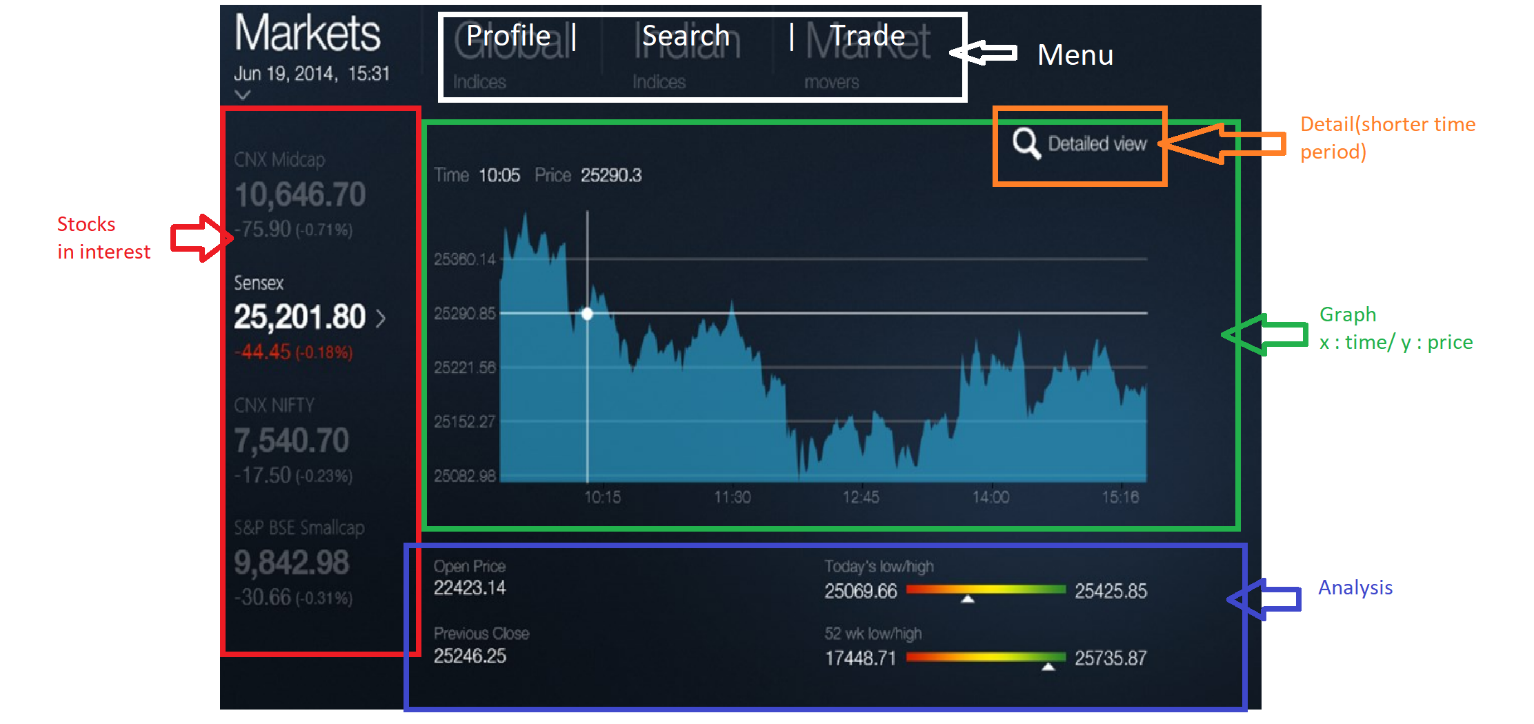 Markets
Jun 19, 2014, 15:31
Global Indian Market
Indices Indices movers
Profile | Search | Trade
Menu
Detailed view
Detail(shorter time
period)
Stocks
in interest
CNX Midcap
10,646.70
-75.90 (-0.71%)
Sensex
25,201.80
-44.45 (-0.18%)
CNX NIFTY
7,540.70
-17.50 (-0.23%)
S&P BSE Smallcap
9,842.98
-30.66 (-0.31%)
Time 10:05 Price 25290.3
25360.14
25290.85
25221.56
25152.27
25082.98
10:15 11:30 12:45 14:00 15:16
Graph
x : time/ y : price
Open Price
22423.14
Previous Close
25246.25
Today's low/high
25069.66 25425.85
52 wk low/high
17448.71 25735.87
Analysis